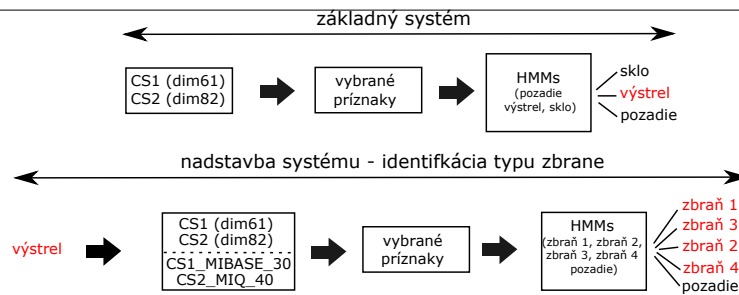 základný systém
CS1 (dim61)
CS2 (dim82)
vybrané
príznaky
HMMs
(pozadie
výstrel, sklo)
sklo
výstrel
pozadie
nadstavba systému - identifkácia typu zbrane
výstrel
CS1 (dim61)
CS2 (dim82)
CS1_MIBASE_30
CS2_MIQ_40
vybrané
príznaky
HMMs
(zbraň 1, zbraň 2,
zbraň 3, zbraň 4
pozadie)
zbraň 1
zbraň 3
zbraň 2
zbraň 4
pozadie